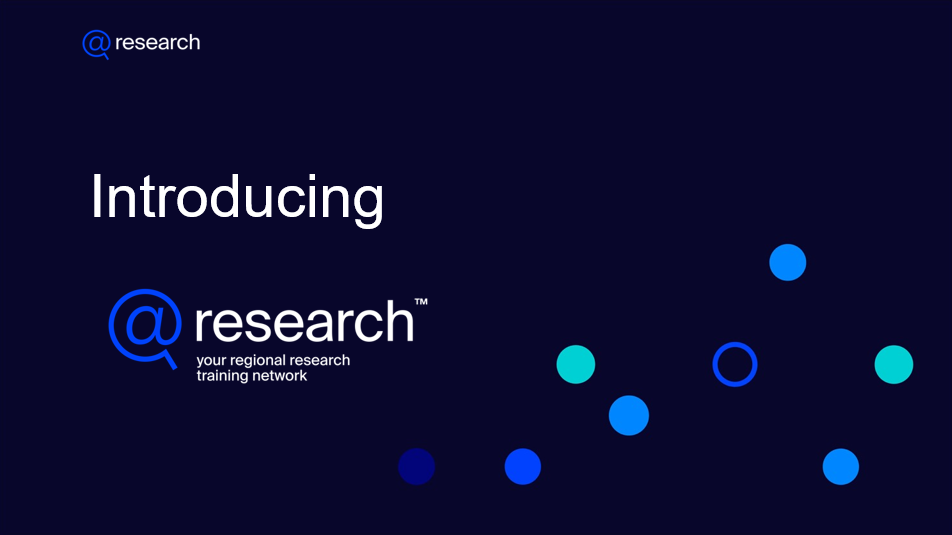 @ research
Introducing
@ research™
your regional research
training network